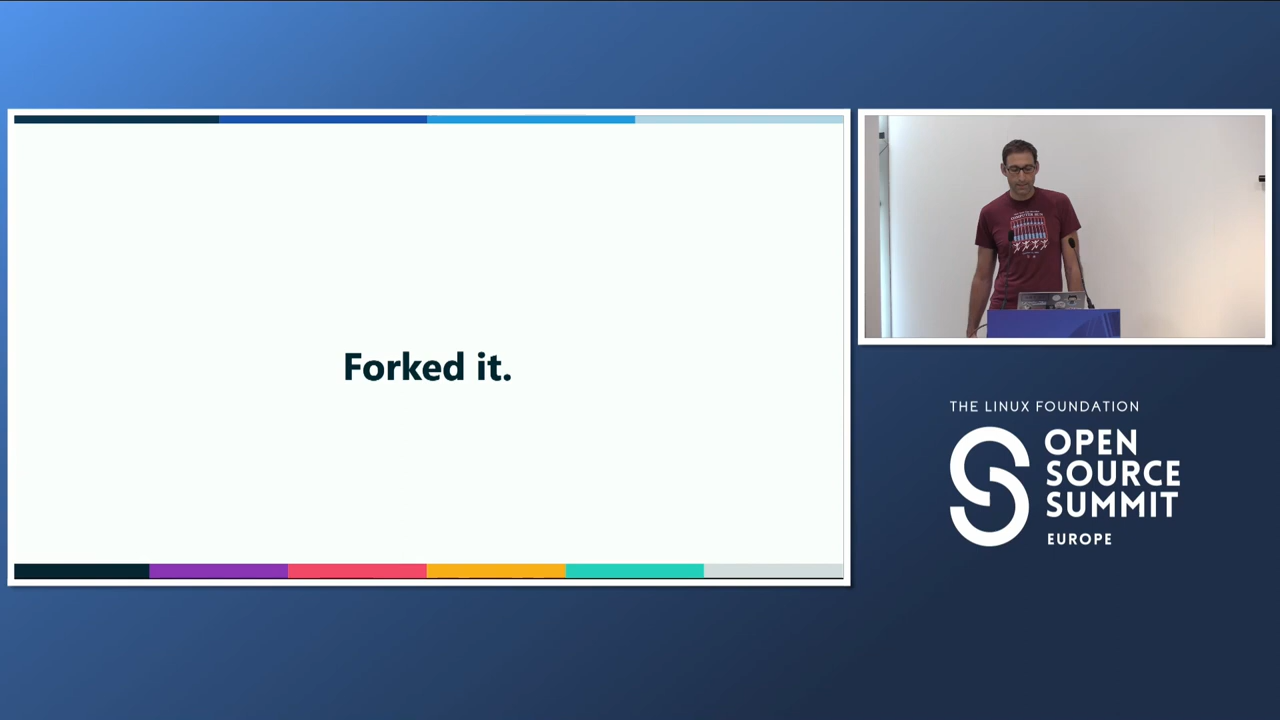 Forked it.
THE LINUX FOUNDATION
OPEN
SOURCE
SUMMIT
EUROPE